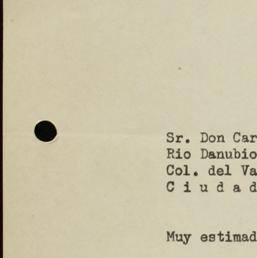 Sr. Don Car
Rio Danubio
Col. del Va
C i u d a d
Muy estimad